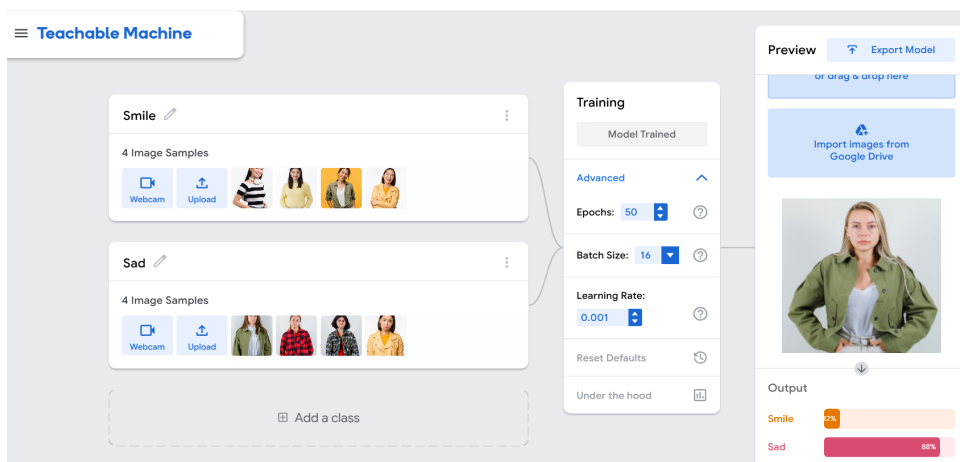 Teachable Machine
Preview
Export Model
or drag & drop here
Import images from
Google Drive
Smile
4 Image Samples
Webcam
Upload
Sad
4 Image Samples
Webcam
Upload
Add a class
Training
Model Trained
Advanced
Epochs: 50
Batch Size: 16
Learning Rate:
0.001
Reset Defaults
Under the hood
Output
Smile 12%
Sad 88%